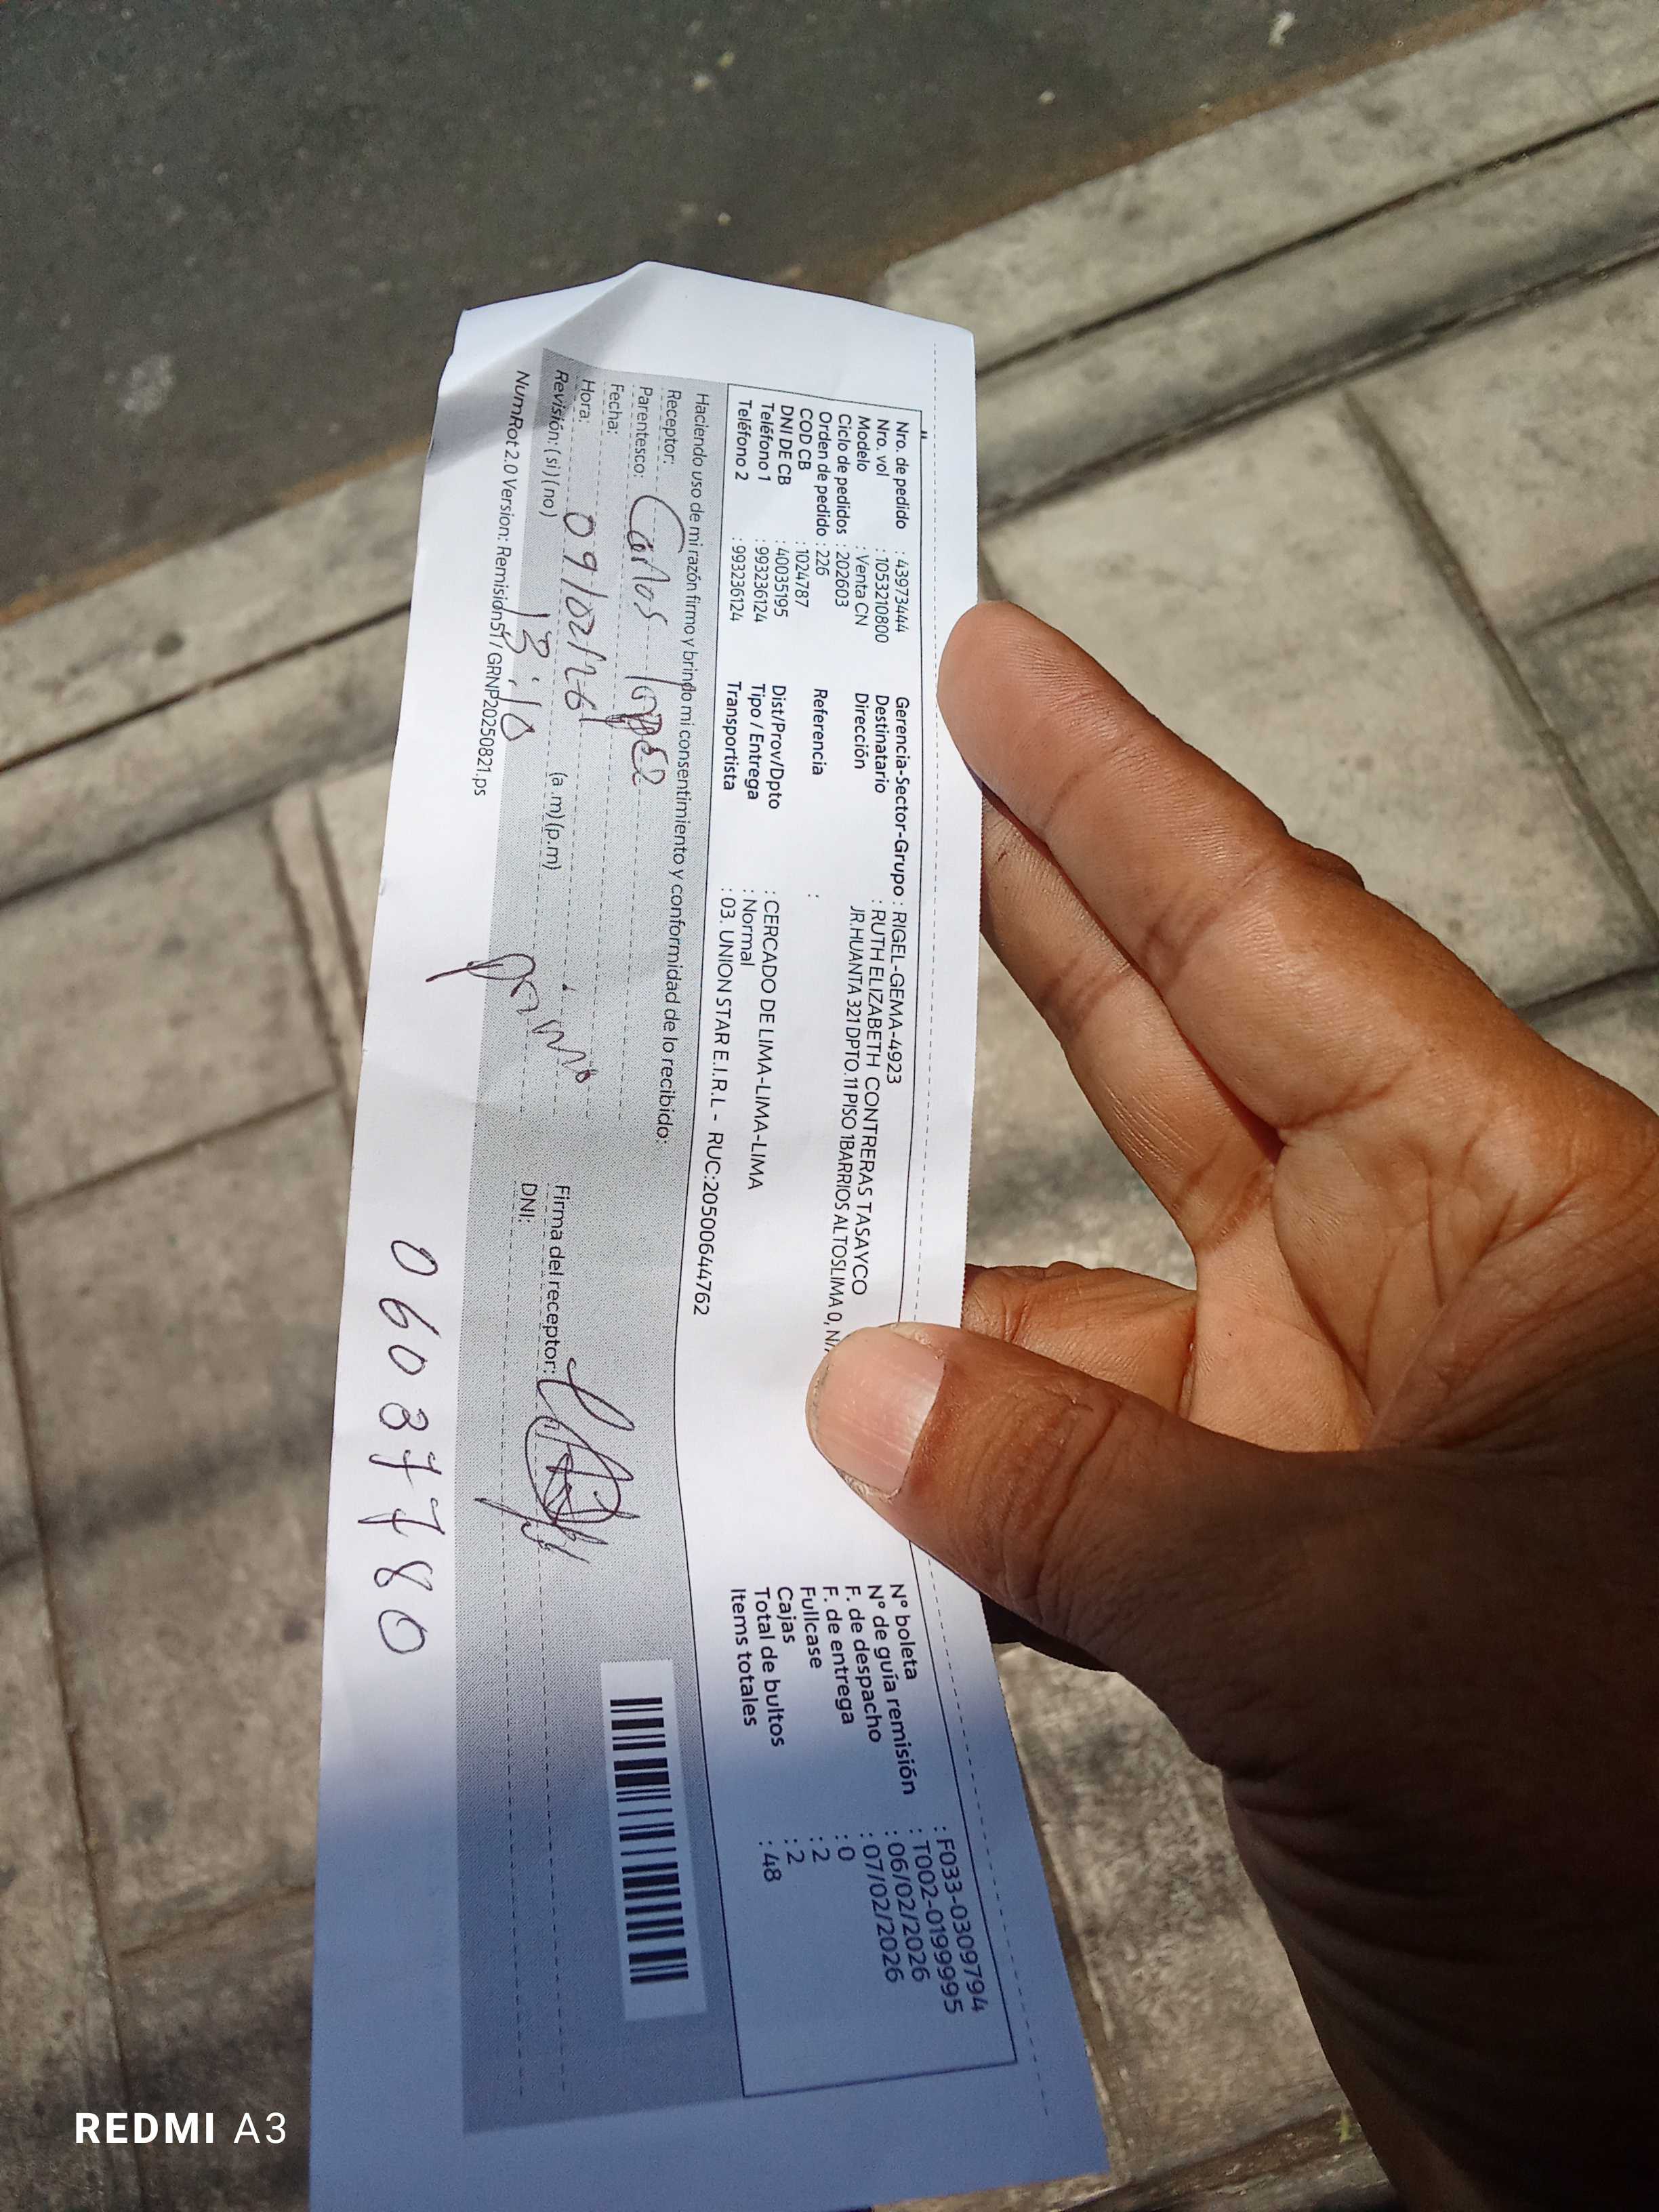 Nro. de pedido : 43973444
Nro. vol : 1053210800
Modelo : Venta CN
Ciclo de pedidos : 202603
Orden de pedido : 226
COD CB : 1024787
DNI DE CB : 40035195
Teléfono 1 : 993236124
Teléfono 2 : 993236124
Gerencia-Sector-Grupo : RIGEL-GEMA-4923
Destinatario : RUTH ELIZABETH CONTRERAS TASAYCO
Dirección JR.HUANTA 321 DPTO.11 PISO 1BARRIOS ALTOSLIMA 0, N
Referencia :
Dist/Prov/Dpto : CERCADO DE LIMA-LIMA-LIMA
Tipo / Entrega : Normal
Transportista : 03. UNION STAR E.I.R.L - RUC:20500644762
N° boleta : F033-0309794
N° de guía remisión : T002-0199995
F. de despacho : 06/02/2026
F. de entrega : 07/02/2026
Fullcase : 0
Cajas : 2
Total de bultos : 2
Items totales : 48
Haciendo uso de mi razón firmo y brindo mi consentimiento y conformidad de lo recibido:
Receptor: Carlos lopez
Parentesco: primo
Fecha: 09/02/26
Hora: 13:10 (a.m)(p.m)
Revisión: (si)(no)
Firma del receptor:
DNI: 06037780
NumRot 2.0 Version: Remision51/GRNP20250821.ps
REDMI A3